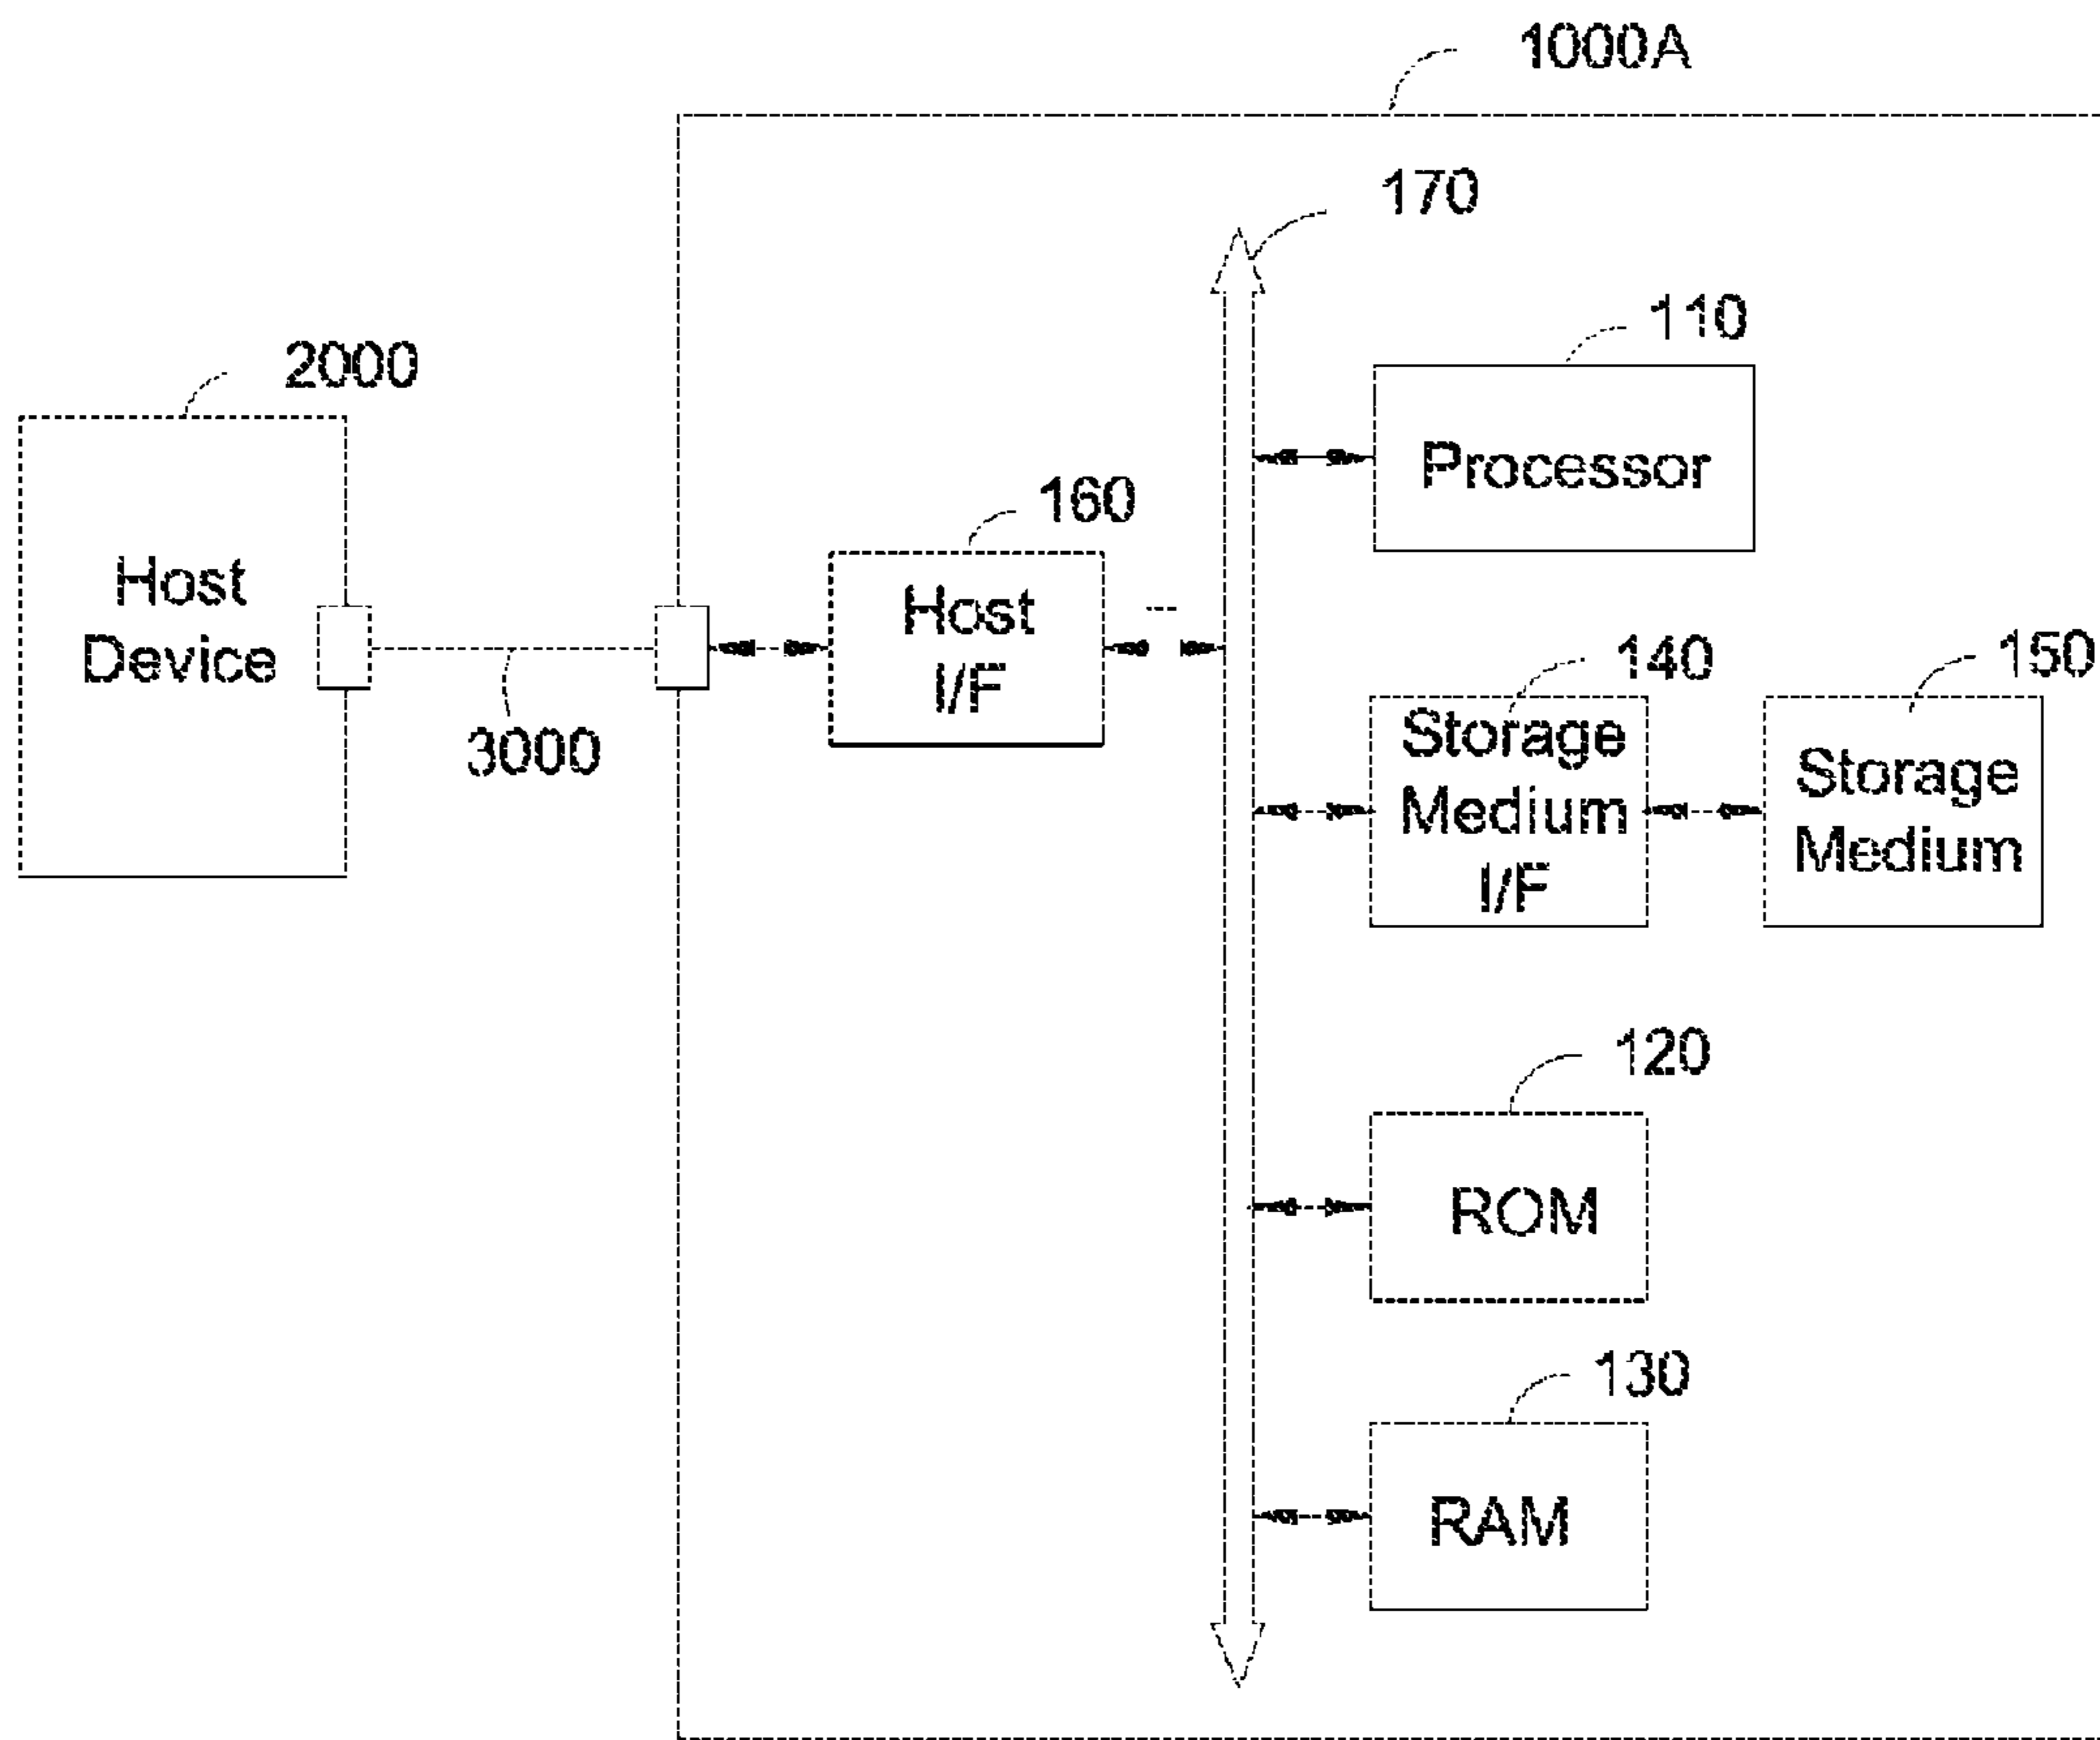 1000A
170
110
2000
Processor
160
Host
Device
Host
I/F
140
150
3000
Storage
Medium
I/F
Storage
Medium
120
ROM
130
RAM